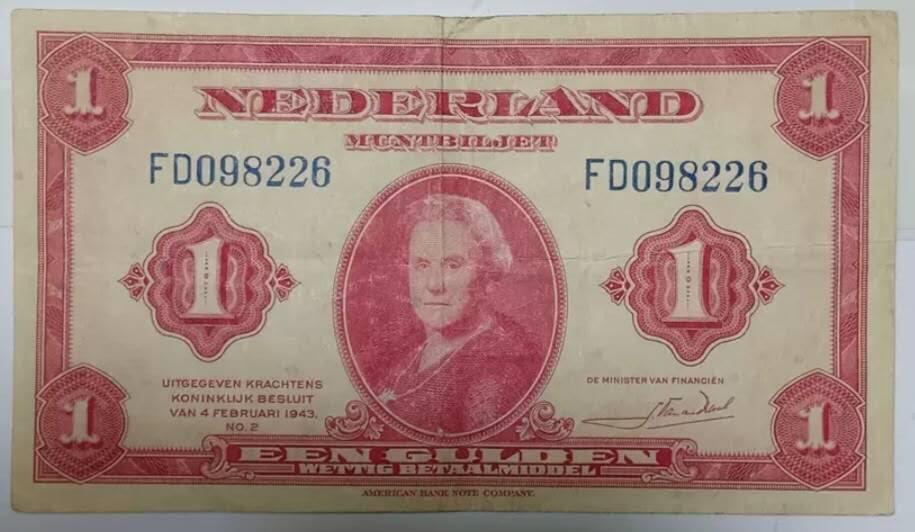 1 1
NEDERLAND
MUNTBILJET
FD098226 FD098226
1 1
UITGEGEVEN KRACHTENS
KONINKLIJK BESLUIT
VAN 4 FEBRUARI 1943,
NO. 2
DE MINISTER VAN FINANCIËN
1 1
EEN GULDEN
WETTIG BETAALMIDDEL
AMERICAN BANK NOTE COMPANY.